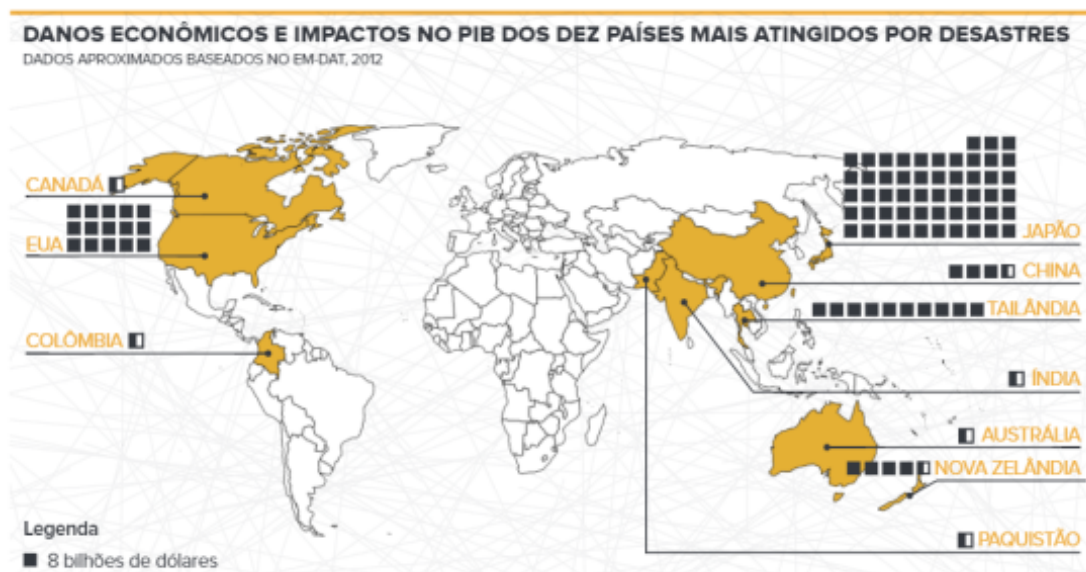 DANOS ECONÔMICOS E IMPACTOS NO PIB DOS DEZ PAÍSES MAIS ATINGIDOS POR DESASTRES
DADOS APROXIMADOS BASEADOS NO EM-DAT, 2012
CANADÁ
EUA
JAPÃO
CHINA
TAILÂNDIA
COLÔMBIA
ÍNDIA
AUSTRÁLIA
NOVA ZELÂNDIA
PAQUISTÃO
Legenda
8 bilhões de dólares